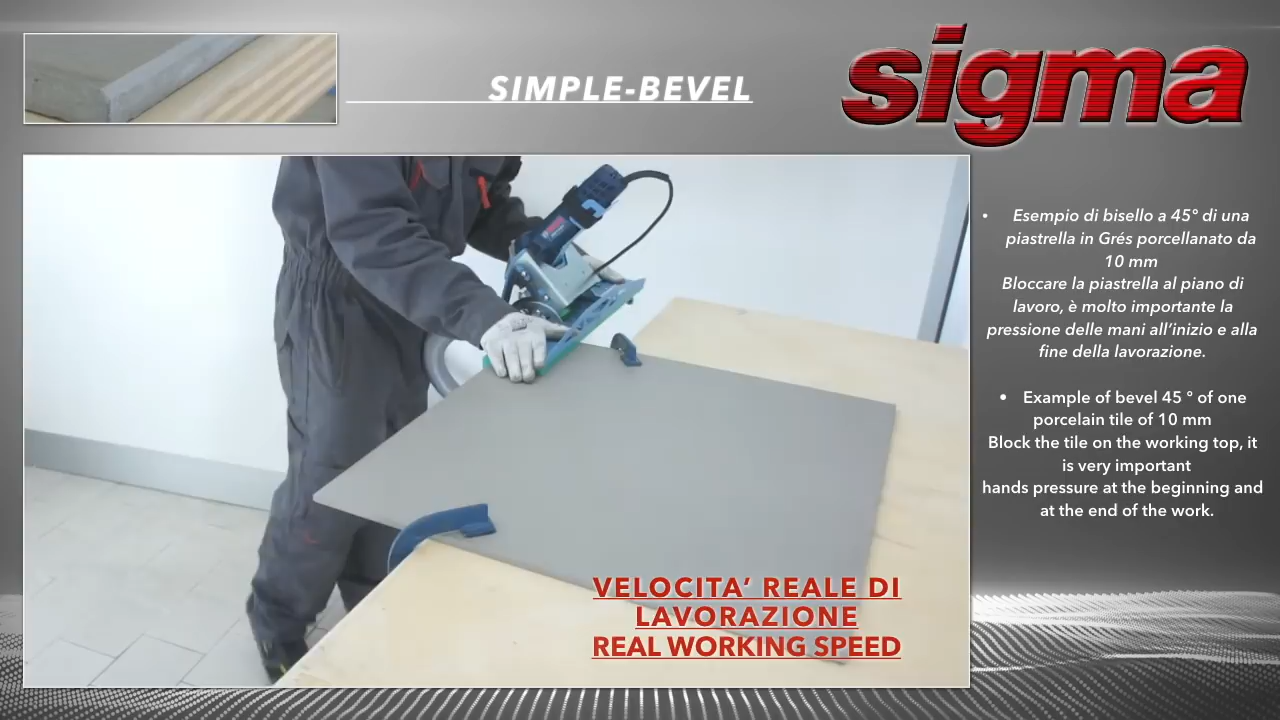 SIMPLE-BEVEL
sigma
• Esempio di bisello a 45° di una
piastrella in Grés porcellanato da
10 mm
Bloccare la piastrella al piano di
lavoro, è molto importante la
pressione delle mani all’inizio e alla
fine della lavorazione.
• Example of bevel 45 ° of one
porcelain tile of 10 mm
Block the tile on the working top, it
is very important
hands pressure at the beginning and
at the end of the work.
VELOCITA’ REALE DI
LAVORAZIONE
REAL WORKING SPEED